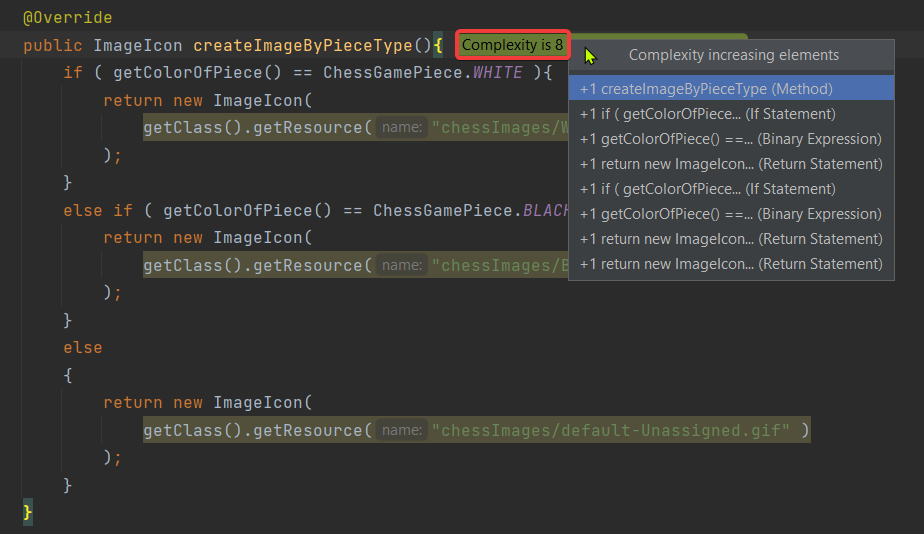 @Override
public ImageIcon createImageByPieceType(){ Complexity is 8
if ( getColorOfPiece() == ChessGamePiece.WHITE ){
return new ImageIcon(
getClass().getResource( name: "chessImages/W
);
}
else if ( getColorOfPiece() == ChessGamePiece.BLACK
return new ImageIcon(
getClass().getResource( name: "chessImages/B
);
}
else
{
return new ImageIcon(
getClass().getResource( name: "chessImages/default-Unassigned.gif" )
);
}
}
Complexity increasing elements
+1 createImageByPieceType (Method)
+1 if ( getColorOfPiece... (If Statement)
+1 getColorOfPiece() ==... (Binary Expression)
+1 return new ImageIcon... (Return Statement)
+1 if ( getColorOfPiece... (If Statement)
+1 getColorOfPiece() ==... (Binary Expression)
+1 return new ImageIcon... (Return Statement)
+1 return new ImageIcon... (Return Statement)